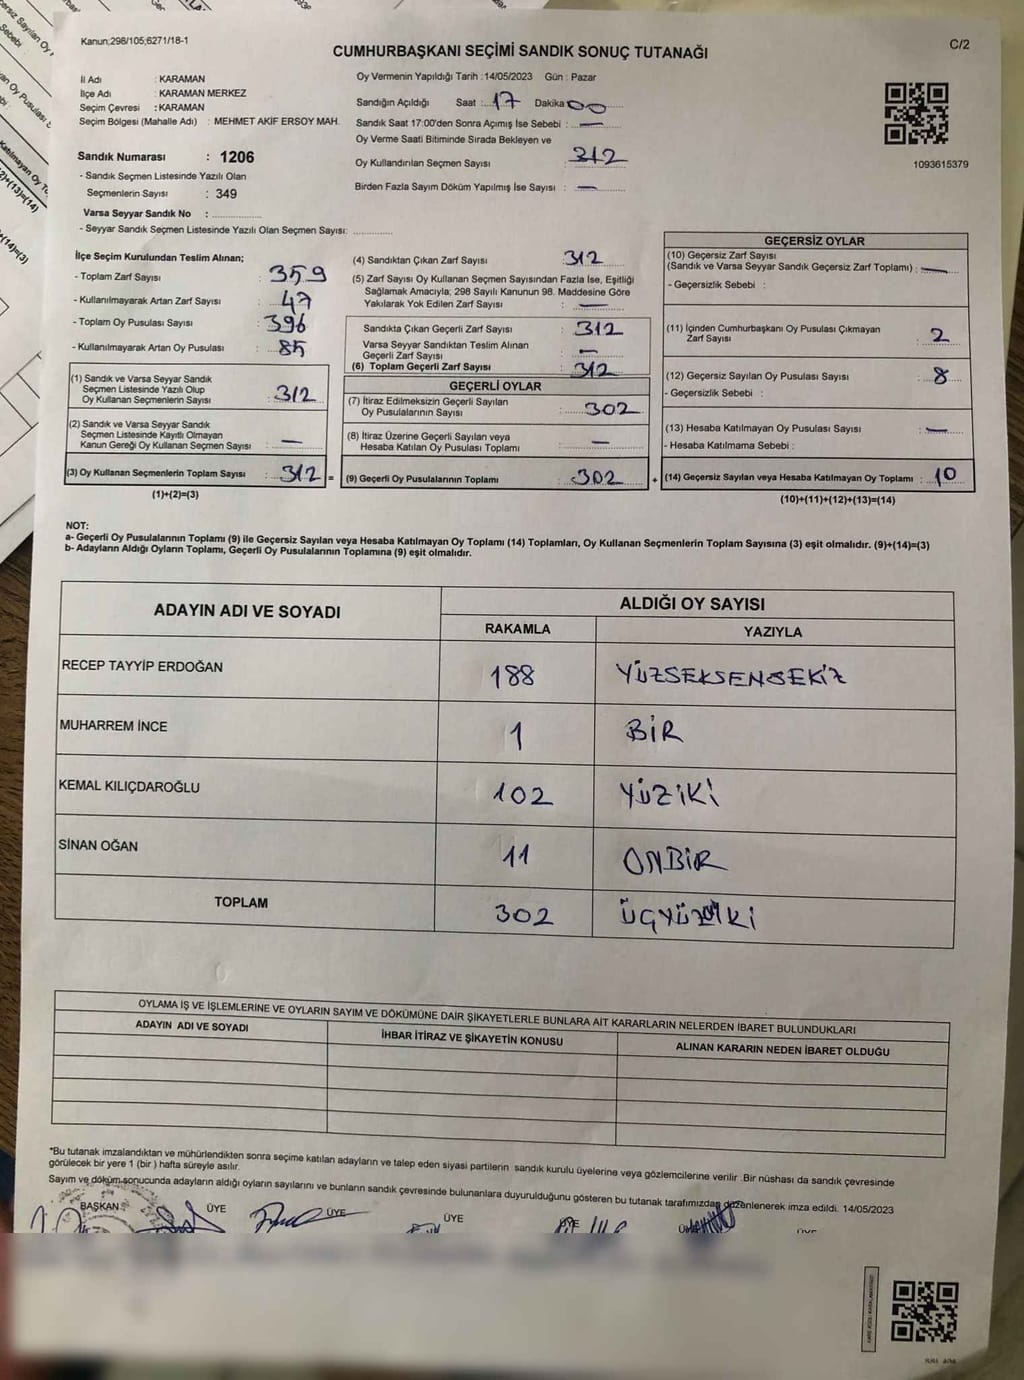 Kanun;298/105;6271/18-1
C/2
CUMHURBAŞKANI SEÇİMİ SANDIK SONUÇ TUTANAĞI
İl Adı : KARAMAN
İlçe Adı : KARAMAN MERKEZ
Seçim Çevresi : KARAMAN
Seçim Bölgesi (Mahalle Adı) : MEHMET AKİF ERSOY MAH.
Sandık Numarası : 1206
- Sandık Seçmen Listesinde Yazılı Olan
Seçmenlerin Sayısı : 349
Varsa Seyyar Sandık No :
- Seyyar Sandık Seçmen Listesinde Yazılı Olan Seçmen Sayısı:
Oy Vermenin Yapıldığı Tarih :14/05/2023 Gün : Pazar
Sandığın Açıldığı Saat : 17 Dakika 00
Sandık Saat 17:00'den Sonra Açımış İse Sebebi : —
Oy Verme Saati Bitiminde Sırada Bekleyen ve
Oy Kullandırılan Seçmen Sayısı : 312
Birden Fazla Sayım Döküm Yapılmış İse Sayısı : —
1093615379
İlçe Seçim Kurulundan Teslim Alınan;
- Toplam Zarf Sayısı : 359
- Kullanılmayarak Artan Zarf Sayısı : 47
- Toplam Oy Pusulası Sayısı : 396
- Kullanılmayarak Artan Oy Pusulası : 85
(1) Sandık ve Varsa Seyyar Sandık
Seçmen Listesinde Yazılı Olup
Oy Kullanan Seçmenlerin Sayısı : 312
(2) Sandık ve Varsa Seyyar Sandık
Seçmen Listesinde Kayıtlı Olmayan
Kanun Gereği Oy Kullanan Seçmen Sayısı : —
(3) Oy Kullanan Seçmenlerin Toplam Sayısı : 312 =
(1)+(2)=(3)
(4) Sandıktan Çıkan Zarf Sayısı : 312
(5) Zarf Sayısı Oy Kullanan Seçmen Sayısından Fazla İse, Eşitliği
Sağlamak Amacıyla; 298 Sayılı Kanunun 98. Maddesine Göre
Yakılarak Yok Edilen Zarf Sayısı : —
Sandıkta Çıkan Geçerli Zarf Sayısı : 312
Varsa Seyyar Sandıktan Teslim Alınan
Geçerli Zarf Sayısı : —
(6) Toplam Geçerli Zarf Sayısı : 312
GEÇERLİ OYLAR
(7) İtiraz Edilmeksizin Geçerli Sayılan
Oy Pusulalarının Sayısı : 302
(8) İtiraz Üzerine Geçerli Sayılan veya
Hesaba Katılan Oy Pusulası Toplamı : —
(9) Geçerli Oy Pusulalarının Toplamı : 302 +
GEÇERSİZ OYLAR
(10) Geçersiz Zarf Sayısı
(Sandık ve Varsa Seyyar Sandık Geçersiz Zarf Toplamı) : —
- Geçersizlik Sebebi :
(11) İçinden Cumhurbaşkanı Oy Pusulası Çıkmayan
Zarf Sayısı : 2
(12) Geçersiz Sayılan Oy Pusulası Sayısı : 8
- Geçersizlik Sebebi :
(13) Hesaba Katılmayan Oy Pusulası Sayısı : —
- Hesaba Katılmama Sebebi :
(14) Geçersiz Sayılan veya Hesaba Katılmayan Oy Toplamı : 10
(10)+(11)+(12)+(13)=(14)
NOT:
a- Geçerli Oy Pusulalarının Toplamı (9) ile Geçersiz Sayılan veya Hesaba Katılmayan Oy Toplamı (14) Toplamları, Oy Kullanan Seçmenlerin Toplam Sayısına (3) eşit olmalıdır. (9)+(14)=(3)
b- Adayların Aldığı Oyların Toplamı, Geçerli Oy Pusulalarının Toplamına (9) eşit olmalıdır.
ADAYIN ADI VE SOYADI ALDIĞI OY SAYISI
RAKAMLA YAZIYLA
RECEP TAYYİP ERDOĞAN 188 YÜZSEKSENSEKİZ
MUHARREM İNCE 1 BİR
KEMAL KILIÇDAROĞLU 102 YÜZİKİ
SİNAN OĞAN 11 ONBİR
TOPLAM 302 ÜÇYÜZİKİ
OYLAMA İŞ VE İŞLEMLERİNE VE OYLARIN SAYIM VE DÖKÜMÜNE DAİR ŞİKAYETLERLE BUNLARA AİT KARARLARIN NELERDEN İBARET BULUNDUKLARI
ADAYIN ADI VE SOYADI İHBAR İTİRAZ VE ŞİKAYETİN KONUSU ALINAN KARARIN NEDEN İBARET OLDUĞU
*Bu tutanak imzalandıktan ve mühürlendikten sonra seçime katılan adayların ve talep eden siyasi partilerin sandık kurulu üyelerine veya gözlemcilerine verilir .Bir nüshası da sandık çevresinde
görülecek bir yere 1 (bir) hafta süreyle asılır.
Sayım ve döküm sonucunda adayların aldığı oyların sayılarını ve bunların sandık çevresinde bulunanlara duyurulduğunu gösteren bu tutanak tarafımızdan düzenlenerek imza edildi. 14/05/2023
BAŞKAN ÜYE ÜYE ÜYE ÜYE ÜYE ÜYE